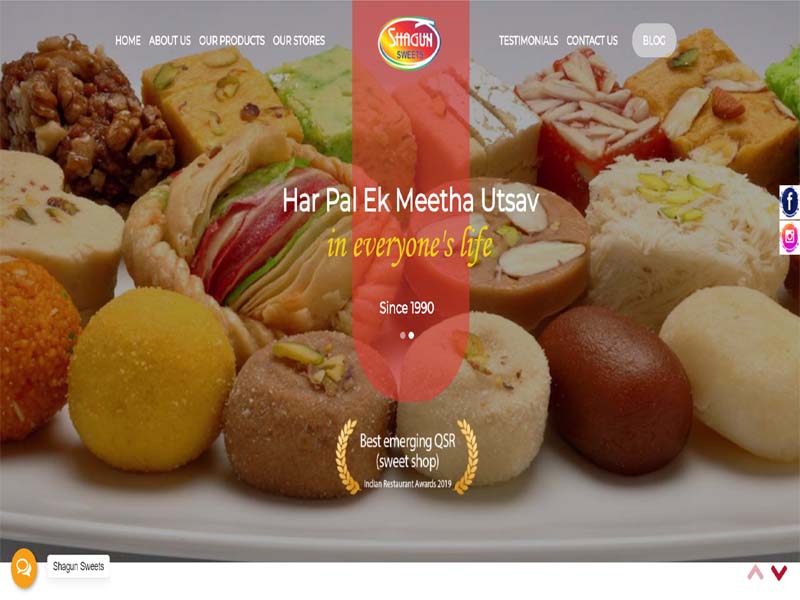 HOME ABOUT US OUR PRODUCTS OUR STORES
SHAGUN
SWEETS
TESTIMONIALS CONTACT US BLOG
Har Pal Ek Meetha Utsav
in everyone's life
Since 1990
Best emerging QSR
(sweet shop)
Indian Restaurant Awards 2019
Shagun Sweets